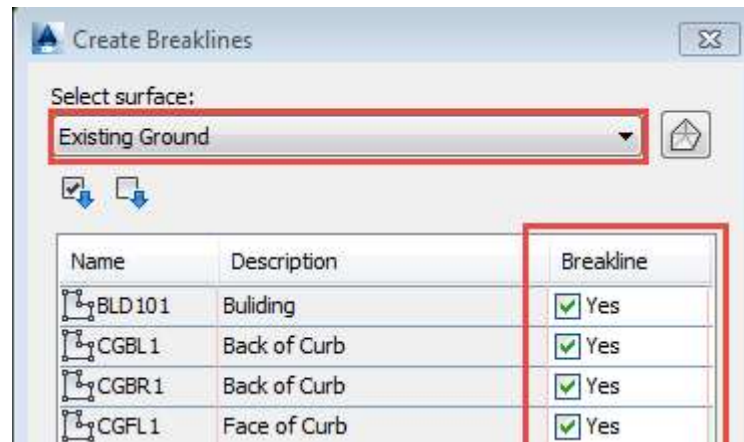 Create Breaklines
Select surface:
Existing Ground
Name Description Breakline
BLD101 Buliding Yes
CGBL1 Back of Curb Yes
CGBR1 Back of Curb Yes
CGFL1 Face of Curb Yes